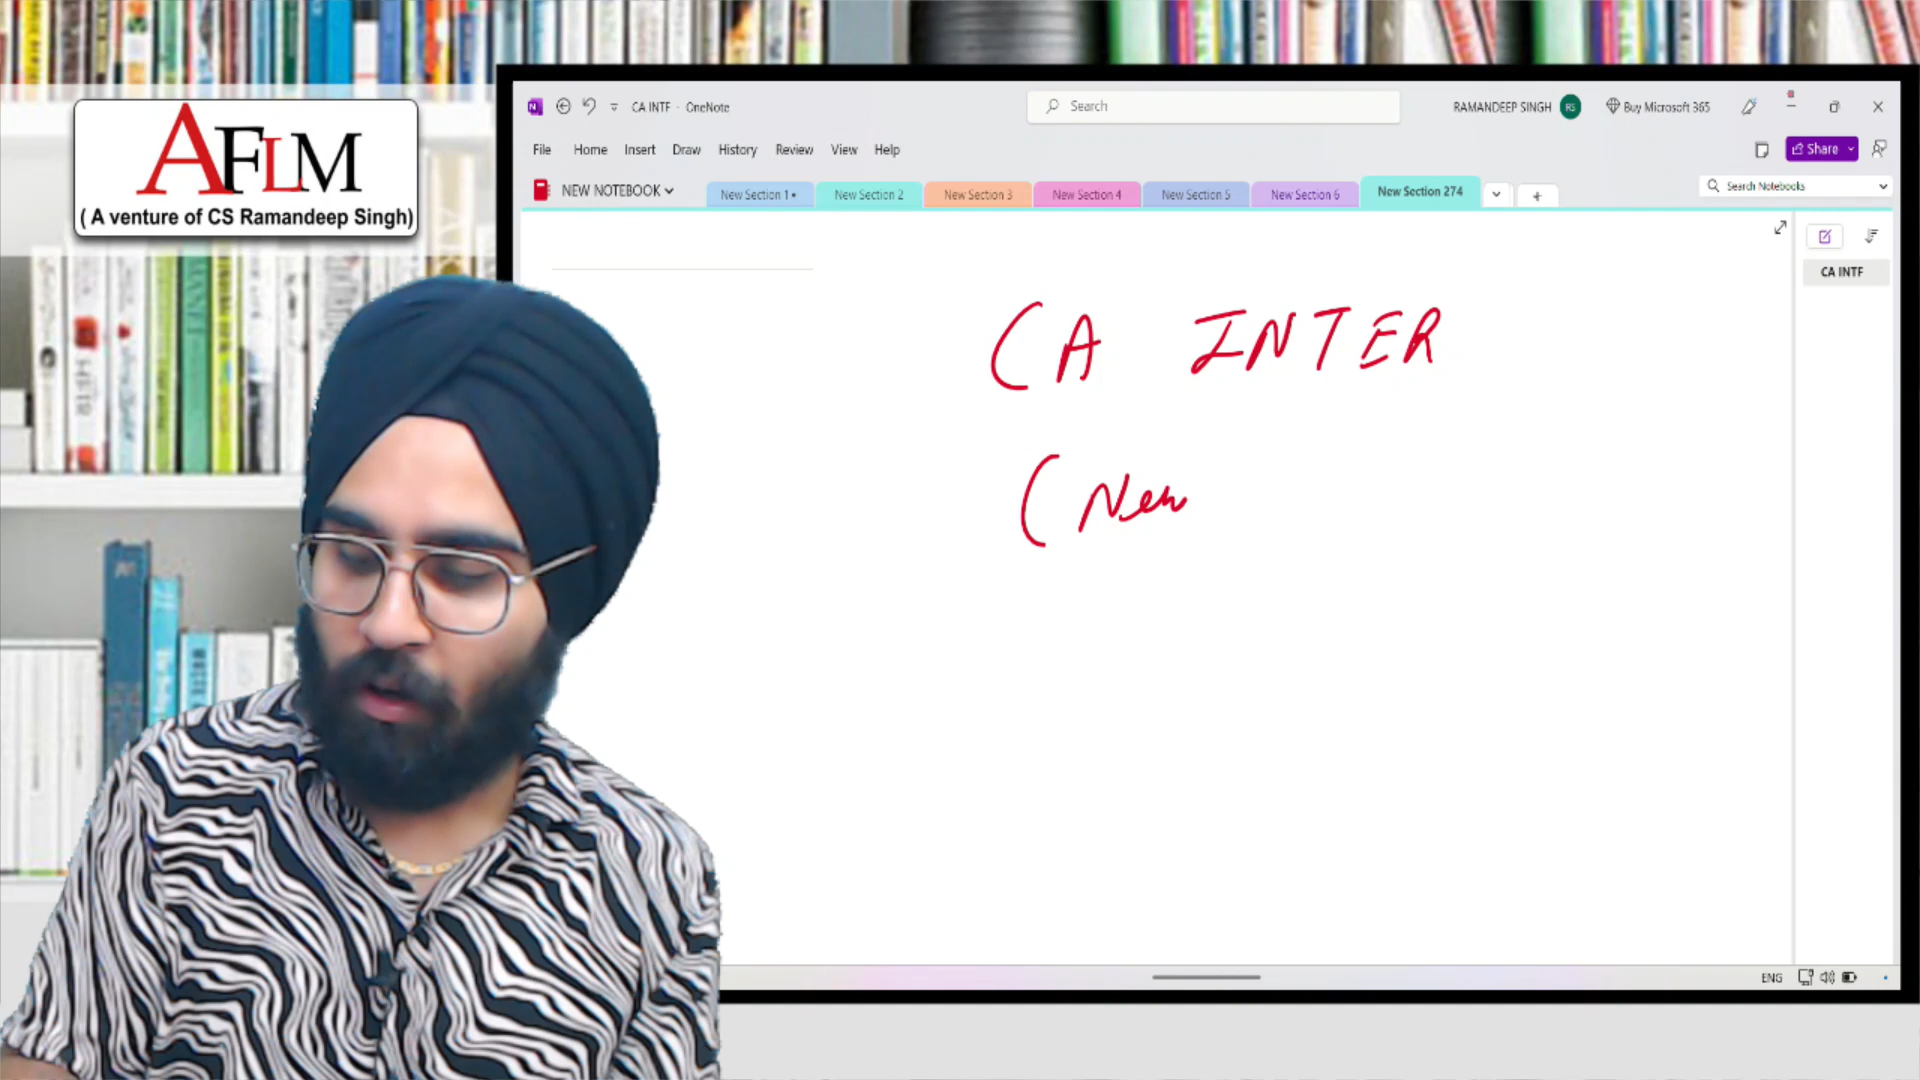 AFLM
( A venture of CS Ramandeep Singh)
CA INTF - OneNote
Search
RAMANDEEP SINGH RS
Buy Microsoft 365
File Home Insert Draw History Review View Help
Share
NEW NOTEBOOK
New Section 1
New Section 2
New Section 3
New Section 4
New Section 5
New Section 6
New Section 274
Search Notebooks
CA INTF
CA INTER
( New
ENG